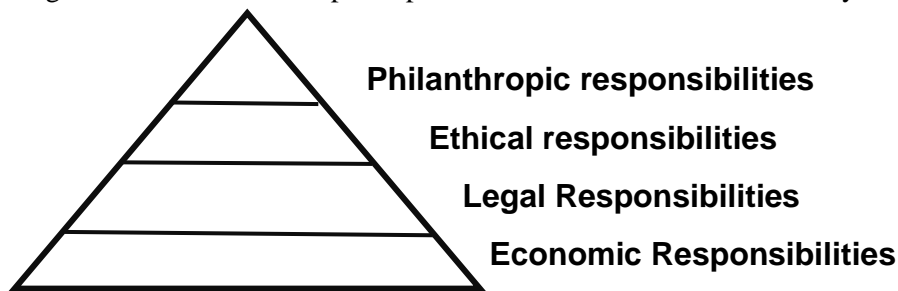 Philanthropic responsibilities
Ethical responsibilities
Legal Responsibilities
Economic Responsibilities